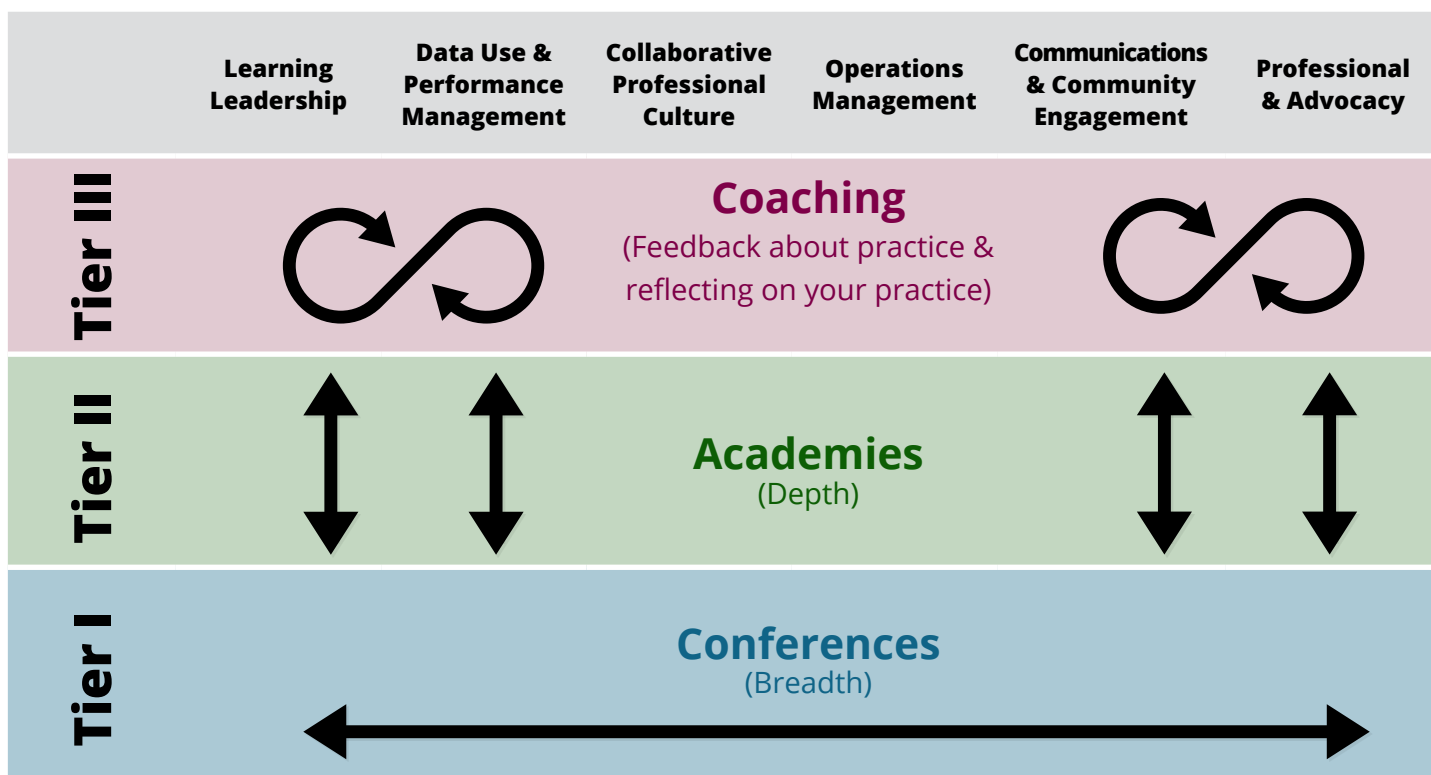 Learning
Leadership
Data Use &
Performance
Management
Collaborative
Professional
Culture
Operations
Management
Communications
& Community
Engagement
Professional
& Advocacy
Tier III
Coaching
(Feedback about practice &
reflecting on your practice)
Tier II
Academies
(Depth)
Tier I
Conferences
(Breadth)